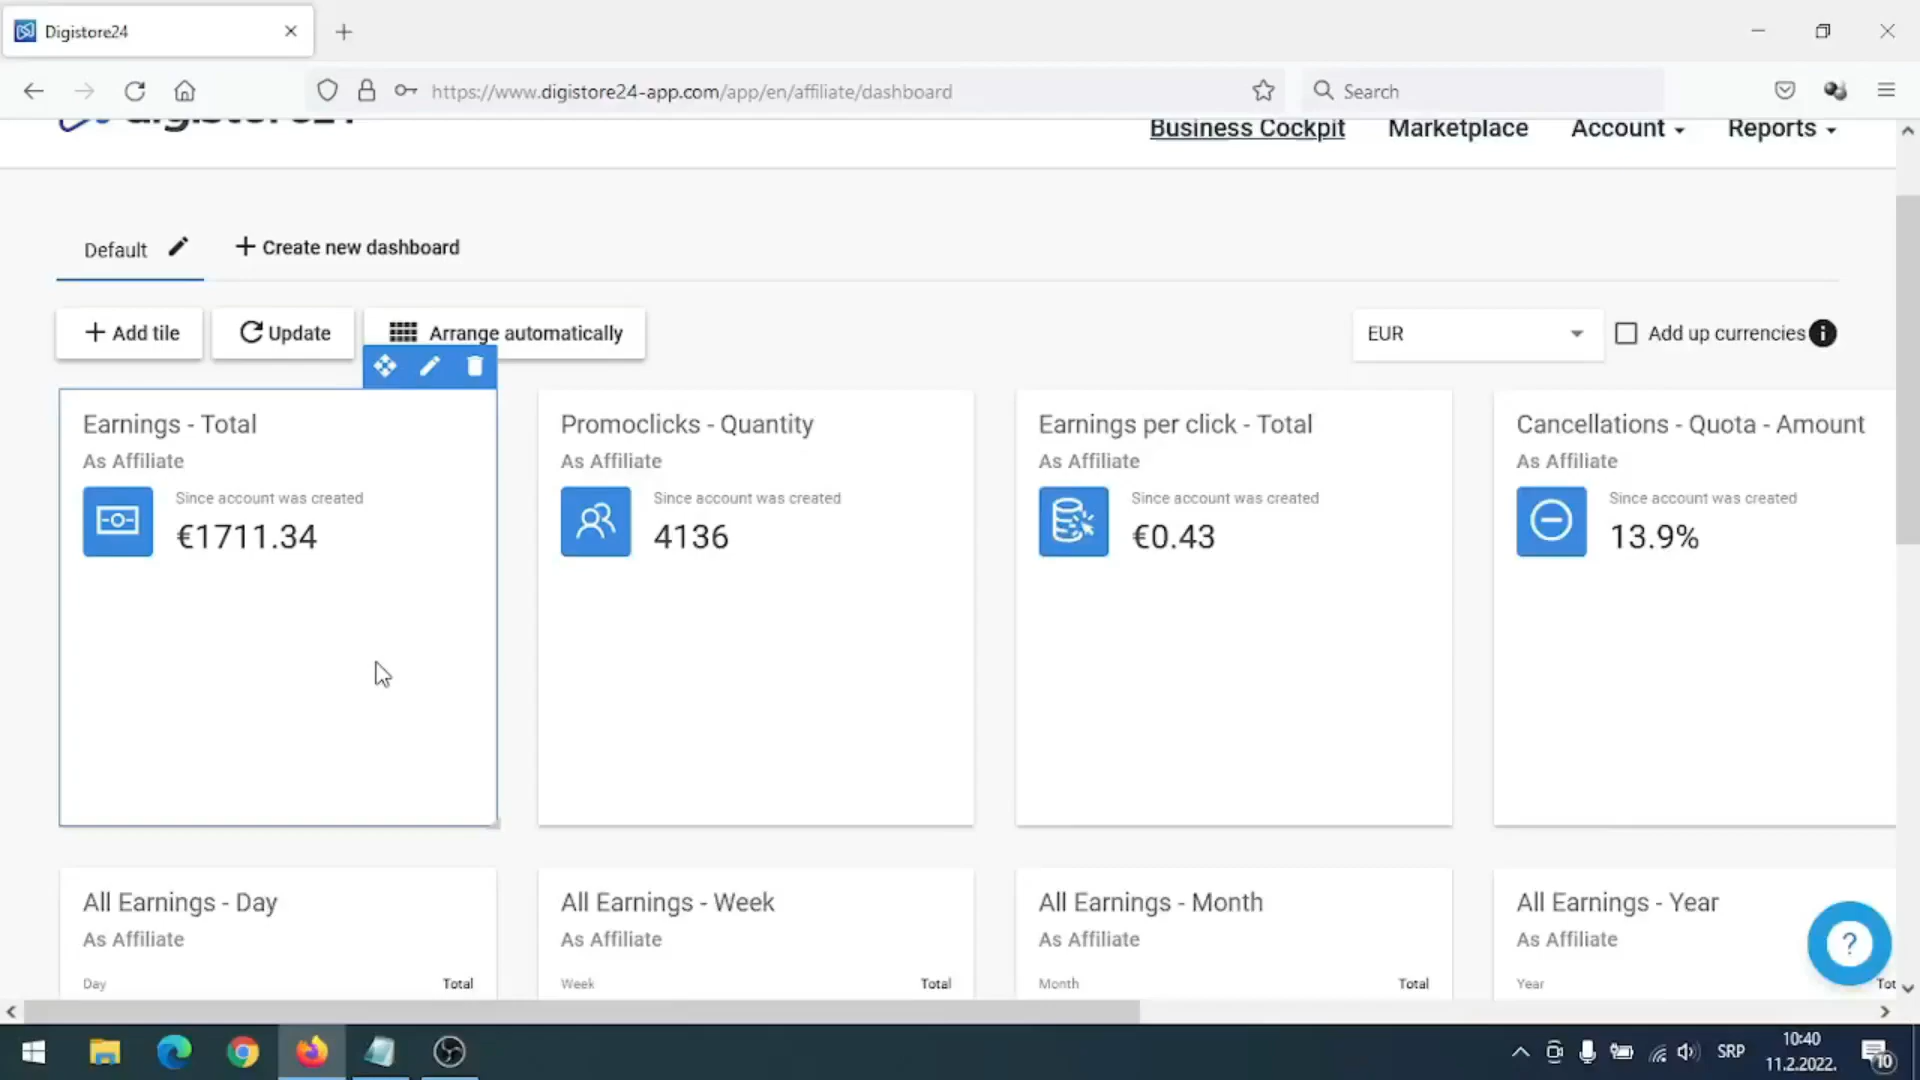 Digistore24
https://www.digistore24-app.com/app/en/affiliate/dashboard
Search
digistore24
Business Cockpit Marketplace Account Reports
Default + Create new dashboard
+ Add tile Update Arrange automatically
EUR Add up currencies i
Earnings - Total
As Affiliate
Since account was created
€1711.34
Promoclicks - Quantity
As Affiliate
Since account was created
4136
Earnings per click - Total
As Affiliate
Since account was created
€0.43
Cancellations - Quota - Amount
As Affiliate
Since account was created
13.9%
All Earnings - Day
As Affiliate
Day Total
All Earnings - Week
As Affiliate
Week Total
All Earnings - Month
As Affiliate
Month Total
All Earnings - Year
As Affiliate
Year Tot
?
SRP
10:40
11.2.2022.
10